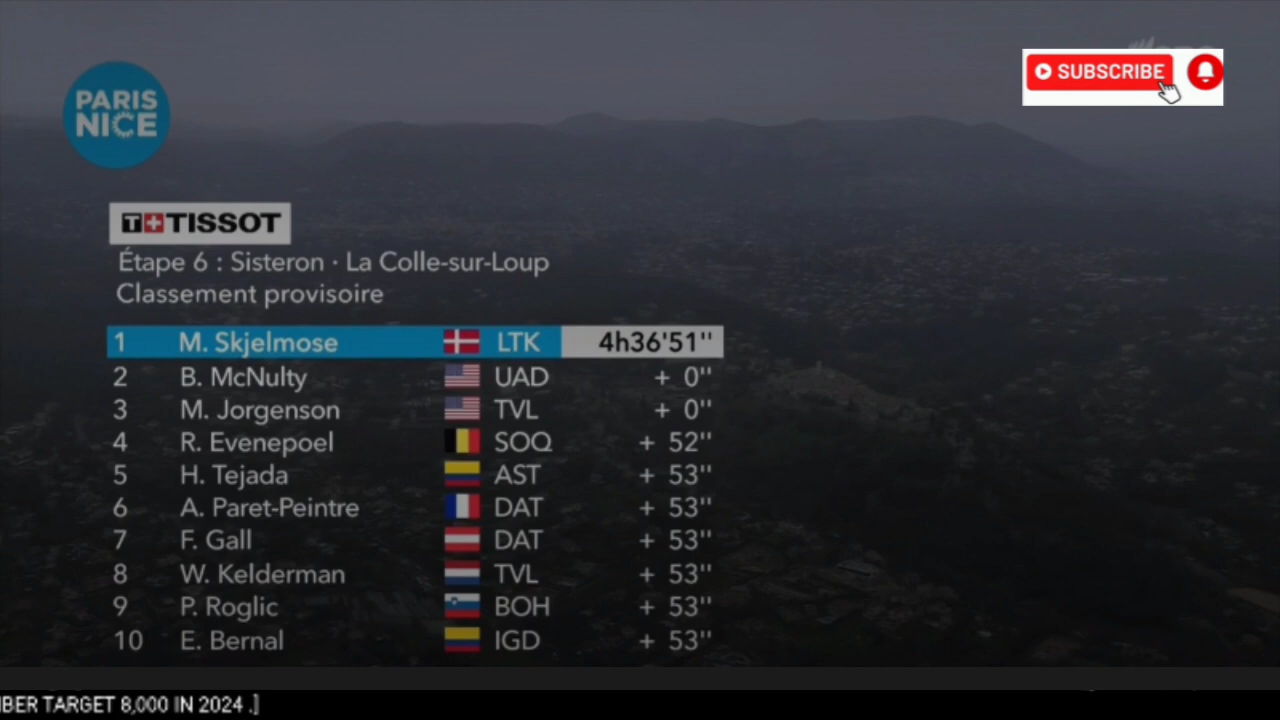 PARIS
NICE
SUBSCRIBE
T+TISSOT
Étape 6 : Sisteron · La Colle-sur-Loup
Classement provisoire
1 M. Skjelmose LTK 4h36'51''
2 B. McNulty UAD + 0''
3 M. Jorgenson TVL + 0''
4 R. Evenepoel SOQ + 52''
5 H. Tejada AST + 53''
6 A. Paret-Peintre DAT + 53''
7 F. Gall DAT + 53''
8 W. Kelderman TVL + 53''
9 P. Roglic BOH + 53''
10 E. Bernal IGD + 53''
IBER TARGET 8,000 IN 2024 .]